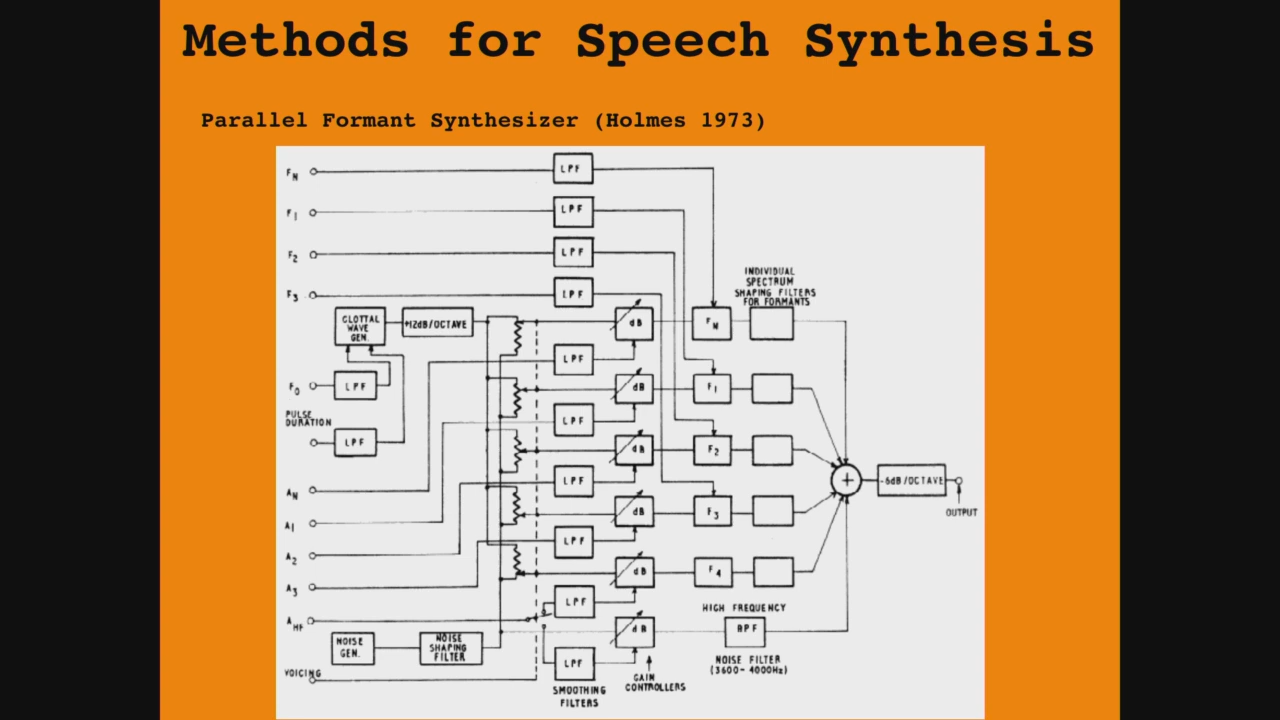 Methods for Speech Synthesis
Parallel Formant Synthesizer (Holmes 1973)
FN
LPF
F1
LPF
F2
LPF
F3
LPF
INDIVIDUAL
SPECTRUM
SHAPING FILTERS
FOR FORMANTS
GLOTTAL
WAVE
GEN.
+12dB/OCTAVE
dB
FN
LPF
F0
LPF
dB
F1
PULSE
DURATION
LPF
LPF
dB
F2
AN
LPF
+
-6dB/OCTAVE
OUTPUT
A1
dB
F3
A2
LPF
A3
dB
F4
LPF
AHF
HIGH FREQUENCY
dB
BPF
NOISE
GEN.
NOISE
SHAPING
FILTER
LPF
NOISE FILTER
(3600-4000Hz)
VOICING
GAIN
CONTROLLERS
SMOOTHING
FILTERS